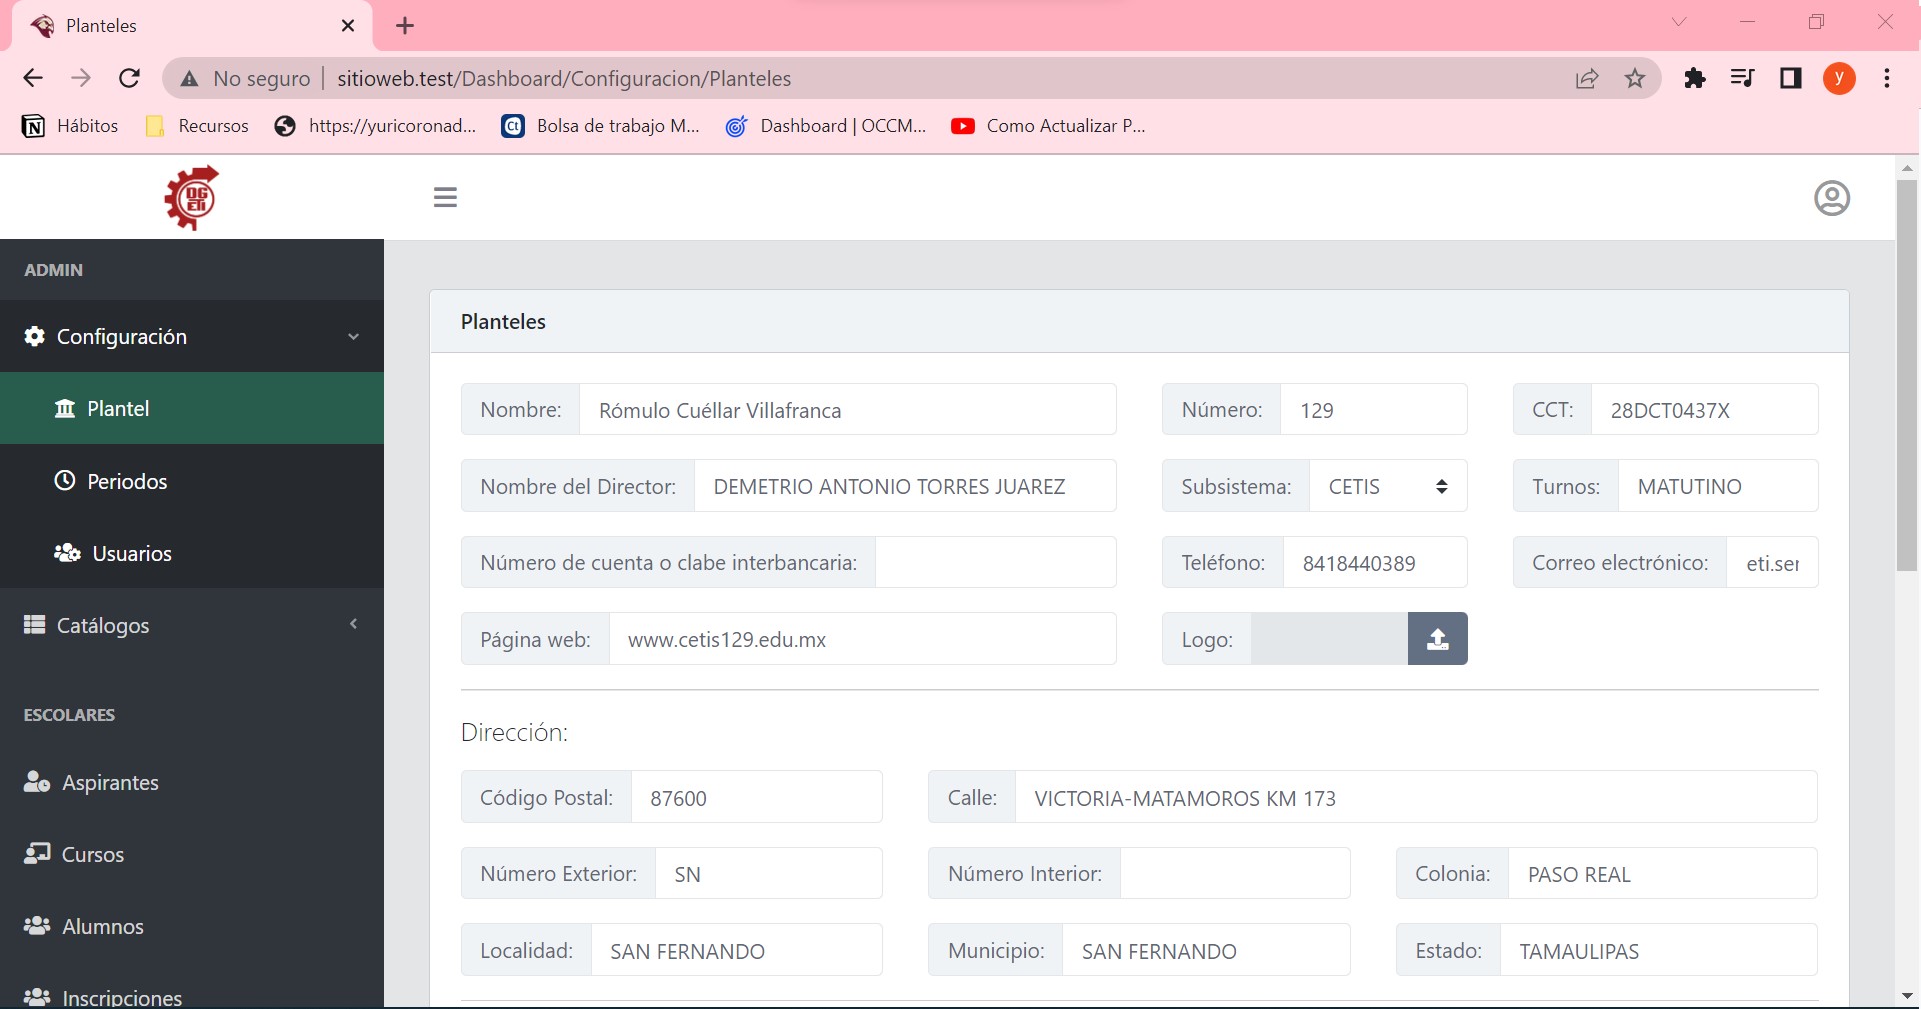 Planteles
No seguro | sitioweb.test/Dashboard/Configuracion/Planteles
y
Hábitos Recursos https://yuricoronad... Bolsa de trabajo M... Dashboard | OCCM... Como Actualizar P...
DG
ETI
ADMIN
Configuración
Plantel
Periodos
Usuarios
Catálogos
ESCOLARES
Aspirantes
Cursos
Alumnos
Inscripciones
Planteles
Nombre: Rómulo Cuéllar Villafranca Número: 129 CCT: 28DCT0437X
Nombre del Director: DEMETRIO ANTONIO TORRES JUAREZ Subsistema: CETIS Turnos: MATUTINO
Número de cuenta o clabe interbancaria: Teléfono: 8418440389 Correo electrónico: eti.ser
Página web: www.cetis129.edu.mx Logo:
Dirección:
Código Postal: 87600 Calle: VICTORIA-MATAMOROS KM 173
Número Exterior: SN Número Interior: Colonia: PASO REAL
Localidad: SAN FERNANDO Municipio: SAN FERNANDO Estado: TAMAULIPAS